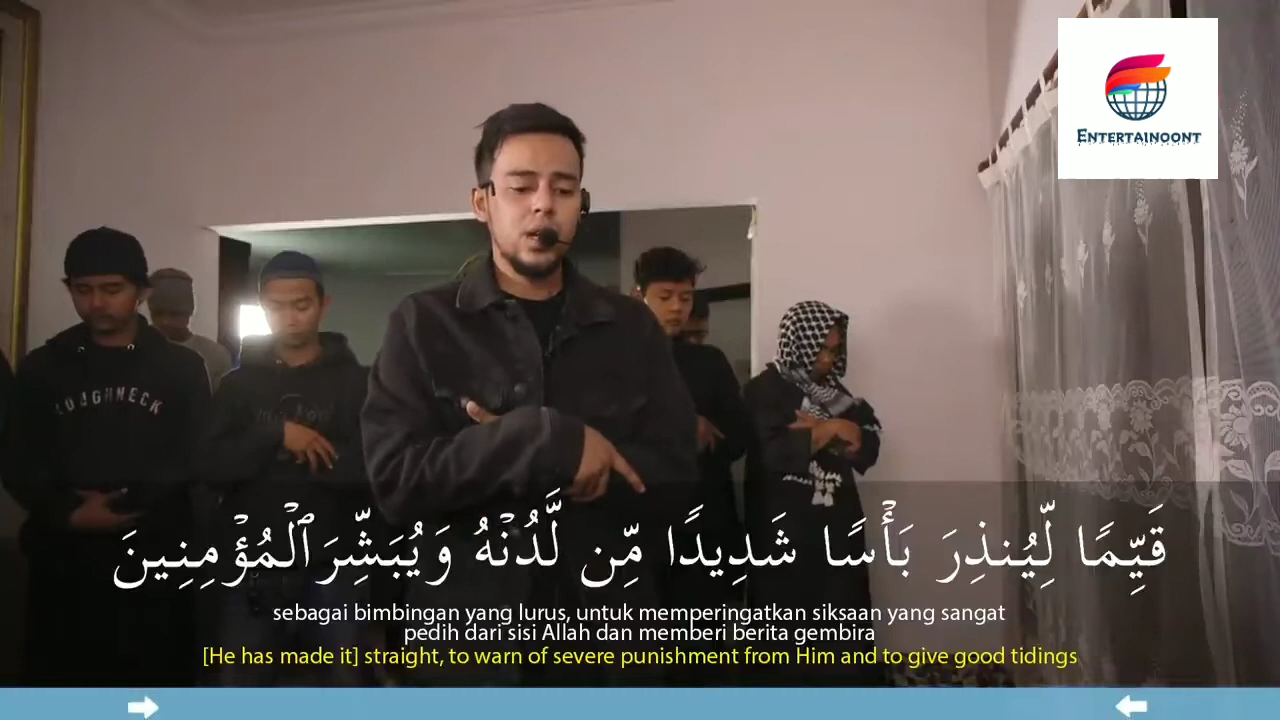 ENTERTAINOONT
قَيِّمًا لِّيُنذِرَ بَأْسًا شَدِيدًا مِّن لَّدُنْهُ وَيُبَشِّرَ ٱلْمُؤْمِنِينَ
sebagai bimbingan yang lurus, untuk memperingatkan siksaan yang sangat
pedih dari sisi Allah dan memberi berita gembira
[He has made it] straight, to warn of severe punishment from Him and to give good tidings